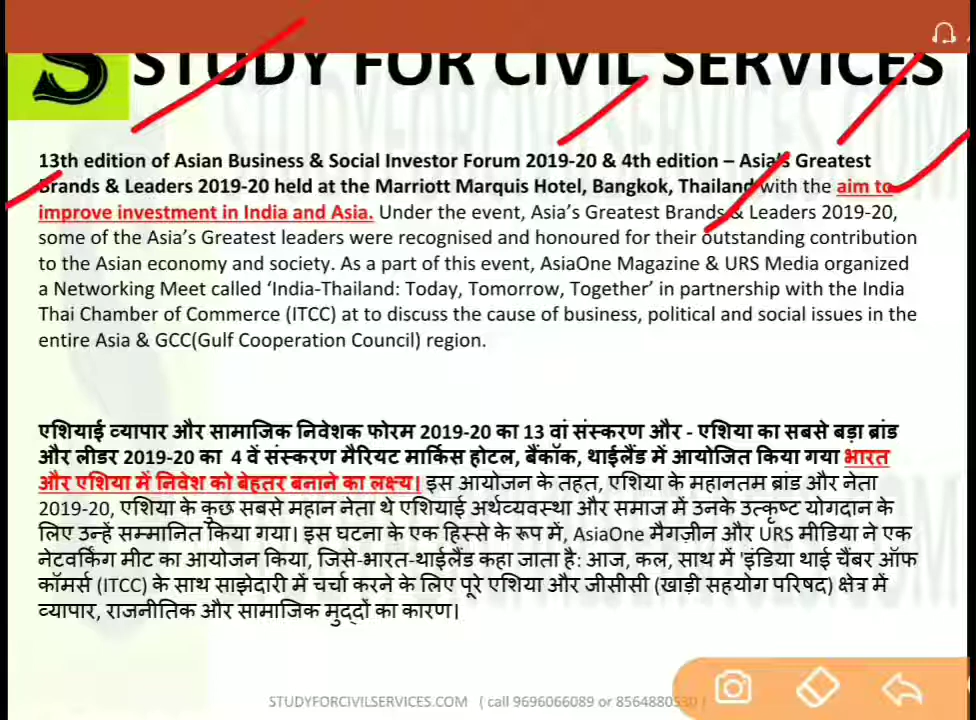 STUDY FOR CIVIL SERVICES
13th edition of Asian Business & Social Investor Forum 2019-20 & 4th edition – Asia's Greatest
Brands & Leaders 2019-20 held at the Marriott Marquis Hotel, Bangkok, Thailand with the aim to
improve investment in India and Asia. Under the event, Asia's Greatest Brands & Leaders 2019-20,
some of the Asia's Greatest leaders were recognised and honoured for their outstanding contribution
to the Asian economy and society. As a part of this event, AsiaOne Magazine & URS Media organized
a Networking Meet called 'India-Thailand: Today, Tomorrow, Together' in partnership with the India
Thai Chamber of Commerce (ITCC) at to discuss the cause of business, political and social issues in the
entire Asia & GCC(Gulf Cooperation Council) region.
एशियाई व्यापार और सामाजिक निवेशक फोरम 2019-20 का 13 वां संस्करण और - एशिया का सबसे बड़ा ब्रांड
और लीडर 2019-20 का 4 वें संस्करण मैरियट मार्किस होटल, बैंकॉक, थाईलैंड में आयोजित किया गया भारत
और एशिया में निवेश को बेहतर बनाने का लक्ष्य। इस आयोजन के तहत, एशिया के महानतम ब्रांड और नेता
2019-20, एशिया के कुछ सबसे महान नेता थे एशियाई अर्थव्यवस्था और समाज में उनके उत्कृष्ट योगदान के
लिए उन्हें सम्मानित किया गया। इस घटना के एक हिस्से के रूप में, AsiaOne मैगज़ीन और URS मीडिया ने एक
नेटवर्किंग मीट का आयोजन किया, जिसे-भारत-थाईलैंड कहा जाता है: आज, कल, साथ में 'इंडिया थाई चैंबर ऑफ
कॉमर्स (ITCC) के साथ साझेदारी में चर्चा करने के लिए पूरे एशिया और जीसीसी (खाड़ी सहयोग परिषद) क्षेत्र में
व्यापार, राजनीतिक और सामाजिक मुद्दों का कारण।
STUDYFORCIVILSERVICES.COM ( call 9696066089 or 8564880530 )